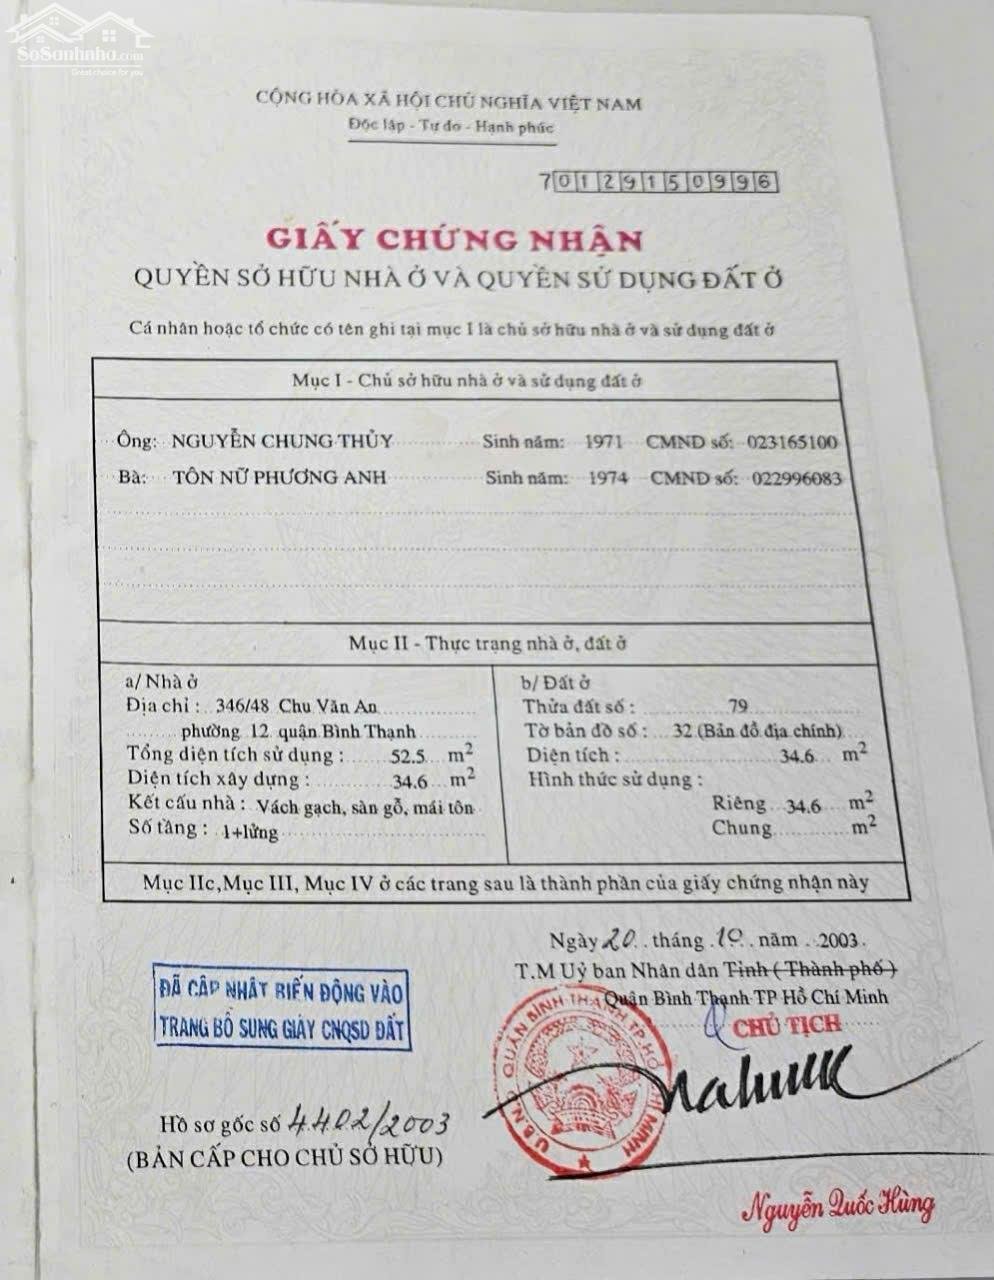 SoSanhnha.com
Great choice for you
CỘNG HÒA XÃ HỘI CHỦ NGHĨA VIỆT NAM
Độc lập - Tự do - Hạnh phúc
70129150996
GIẤY CHỨNG NHẬN
QUYỀN SỞ HỮU NHÀ Ở VÀ QUYỀN SỬ DỤNG ĐẤT Ở
Cá nhân hoặc tổ chức có tên ghi tại mục I là chủ sở hữu nhà ở và sử dụng đất ở
Mục I - Chủ sở hữu nhà ở và sử dụng đất ở
Ông: NGUYỄN CHUNG THỦY Sinh năm: 1971 CMND số: 023165100
Bà: TÔN NỮ PHƯƠNG ANH Sinh năm: 1974 CMND số: 022996083
Mục II - Thực trạng nhà ở, đất ở
a/ Nhà ở
Địa chỉ : 346/48 Chu Văn An
phường 12 quận Bình Thạnh
Tổng diện tích sử dụng : 52.5 m2
Diện tích xây dựng : 34.6 m2
Kết cấu nhà : Vách gạch, sàn gỗ, mái tôn
Số tầng : 1+lửng
b/ Đất ở
Thửa đất số : 79
Tờ bản đồ số : 32 (Bản đồ địa chính)
Diện tích : 34.6 m2
Hình thức sử dụng :
Riêng 34.6 m2
Chung m2
Mục IIc,Mục III, Mục IV ở các trang sau là thành phần của giấy chứng nhận này
Ngày 20 tháng 10 năm 2003.
T.M Uỷ ban Nhân dân Tỉnh ( Thành phố )
Quận Bình Thạnh TP Hồ Chí Minh
CHỦ TỊCH
ĐÃ CẬP NHẬT BIẾN ĐỘNG VÀO
TRANG BỔ SUNG GIẤY CNQSD ĐẤT
U.B.N.D QUẬN BÌNH THẠNH T.P. HỒ CHÍ MINH
Hồ sơ gốc số 4402/2003
(BẢN CẤP CHO CHỦ SỞ HỮU)
Nguyễn Quốc Hùng